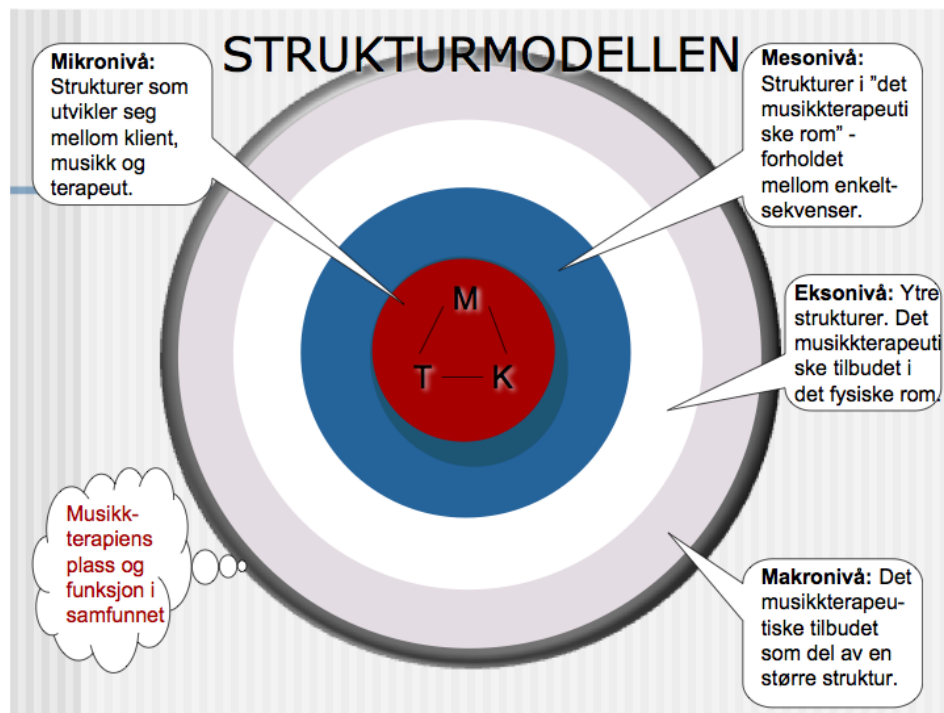 STRUKTURMODELLEN
Mikronivå:
Strukturer som
utvikler seg
mellom klient,
musikk og
terapeut.
Mesonivå:
Strukturer i ”det
musikkterapeuti
ske rom” -
forholdet
mellom enkelt-
sekvenser.
M
T
K
Eksonivå: Ytre
strukturer. Det
musikkterapeuti
ske tilbudet i
det fysiske rom.
Musikk-
terapiens
plass og
funksjon i
samfunnet
Makronivå: Det
musikkterapeu-
tiske tilbudet
som del av en
større struktur.